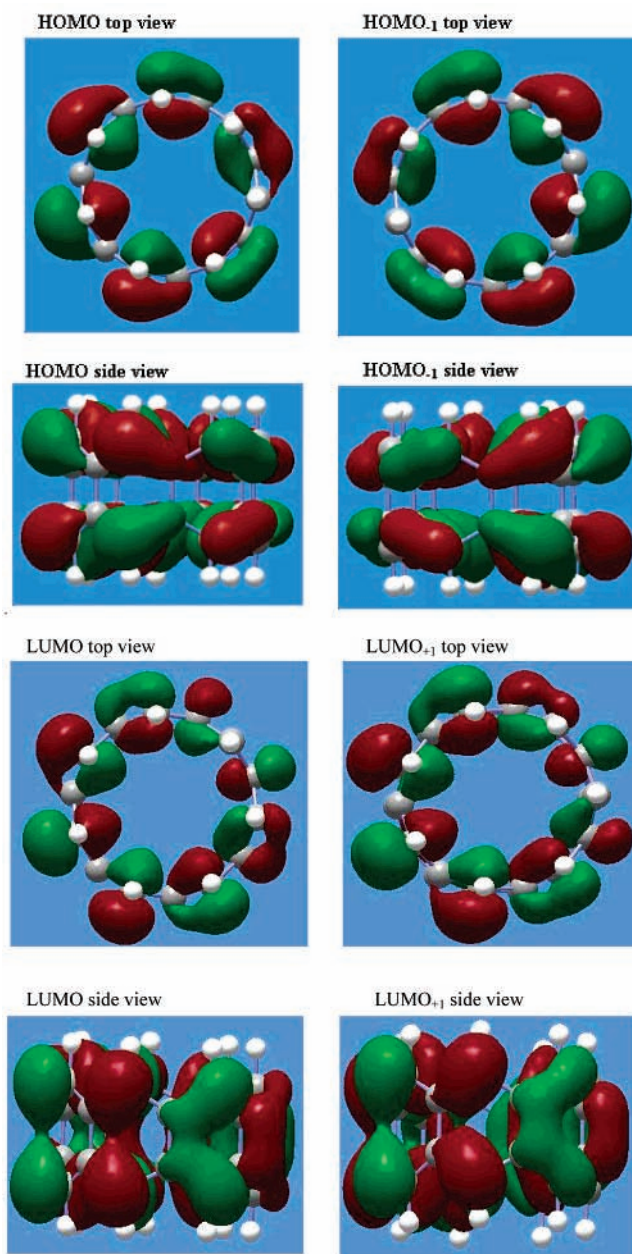 HOMO top view
HOMO-1 top view
HOMO side view
HOMO-1 side view
LUMO top view
LUMO+1 top view
LUMO side view
LUMO+1 side view